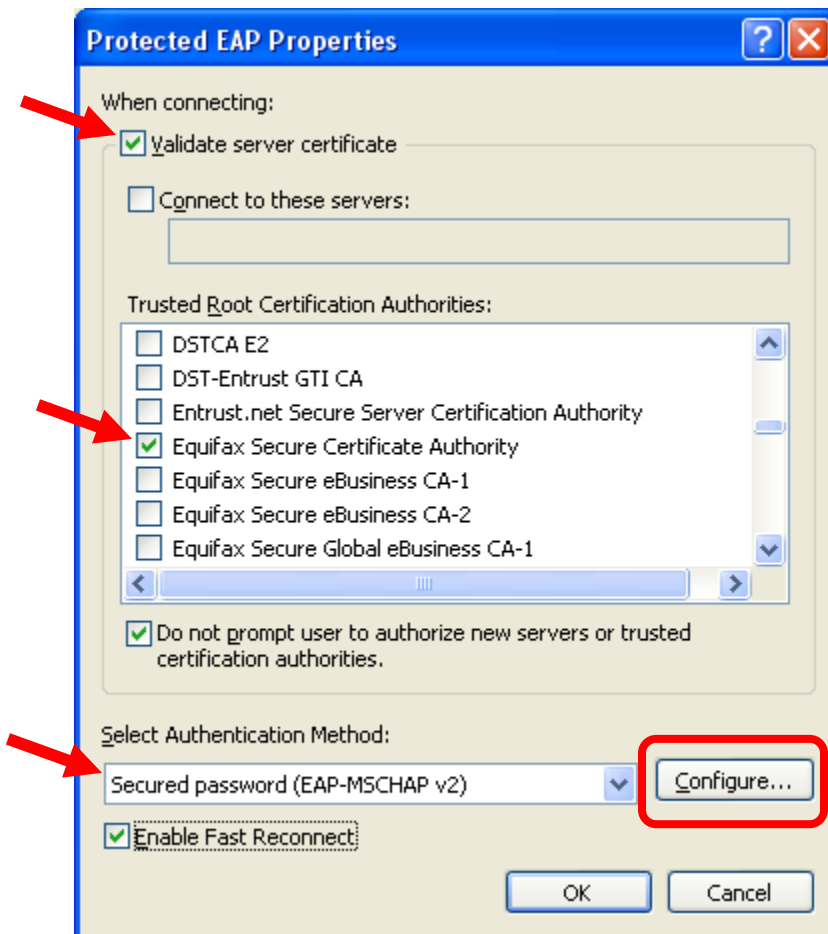 Protected EAP Properties
When connecting:
Validate server certificate
Connect to these servers:
Trusted Root Certification Authorities:
DSTCA E2
DST-Entrust GTI CA
Entrust.net Secure Server Certification Authority
Equifax Secure Certificate Authority
Equifax Secure eBusiness CA-1
Equifax Secure eBusiness CA-2
Equifax Secure Global eBusiness CA-1
Do not prompt user to authorize new servers or trusted
certification authorities.
Select Authentication Method:
Secured password (EAP-MSCHAP v2)
Configure...
Enable Fast Reconnect
OK
Cancel